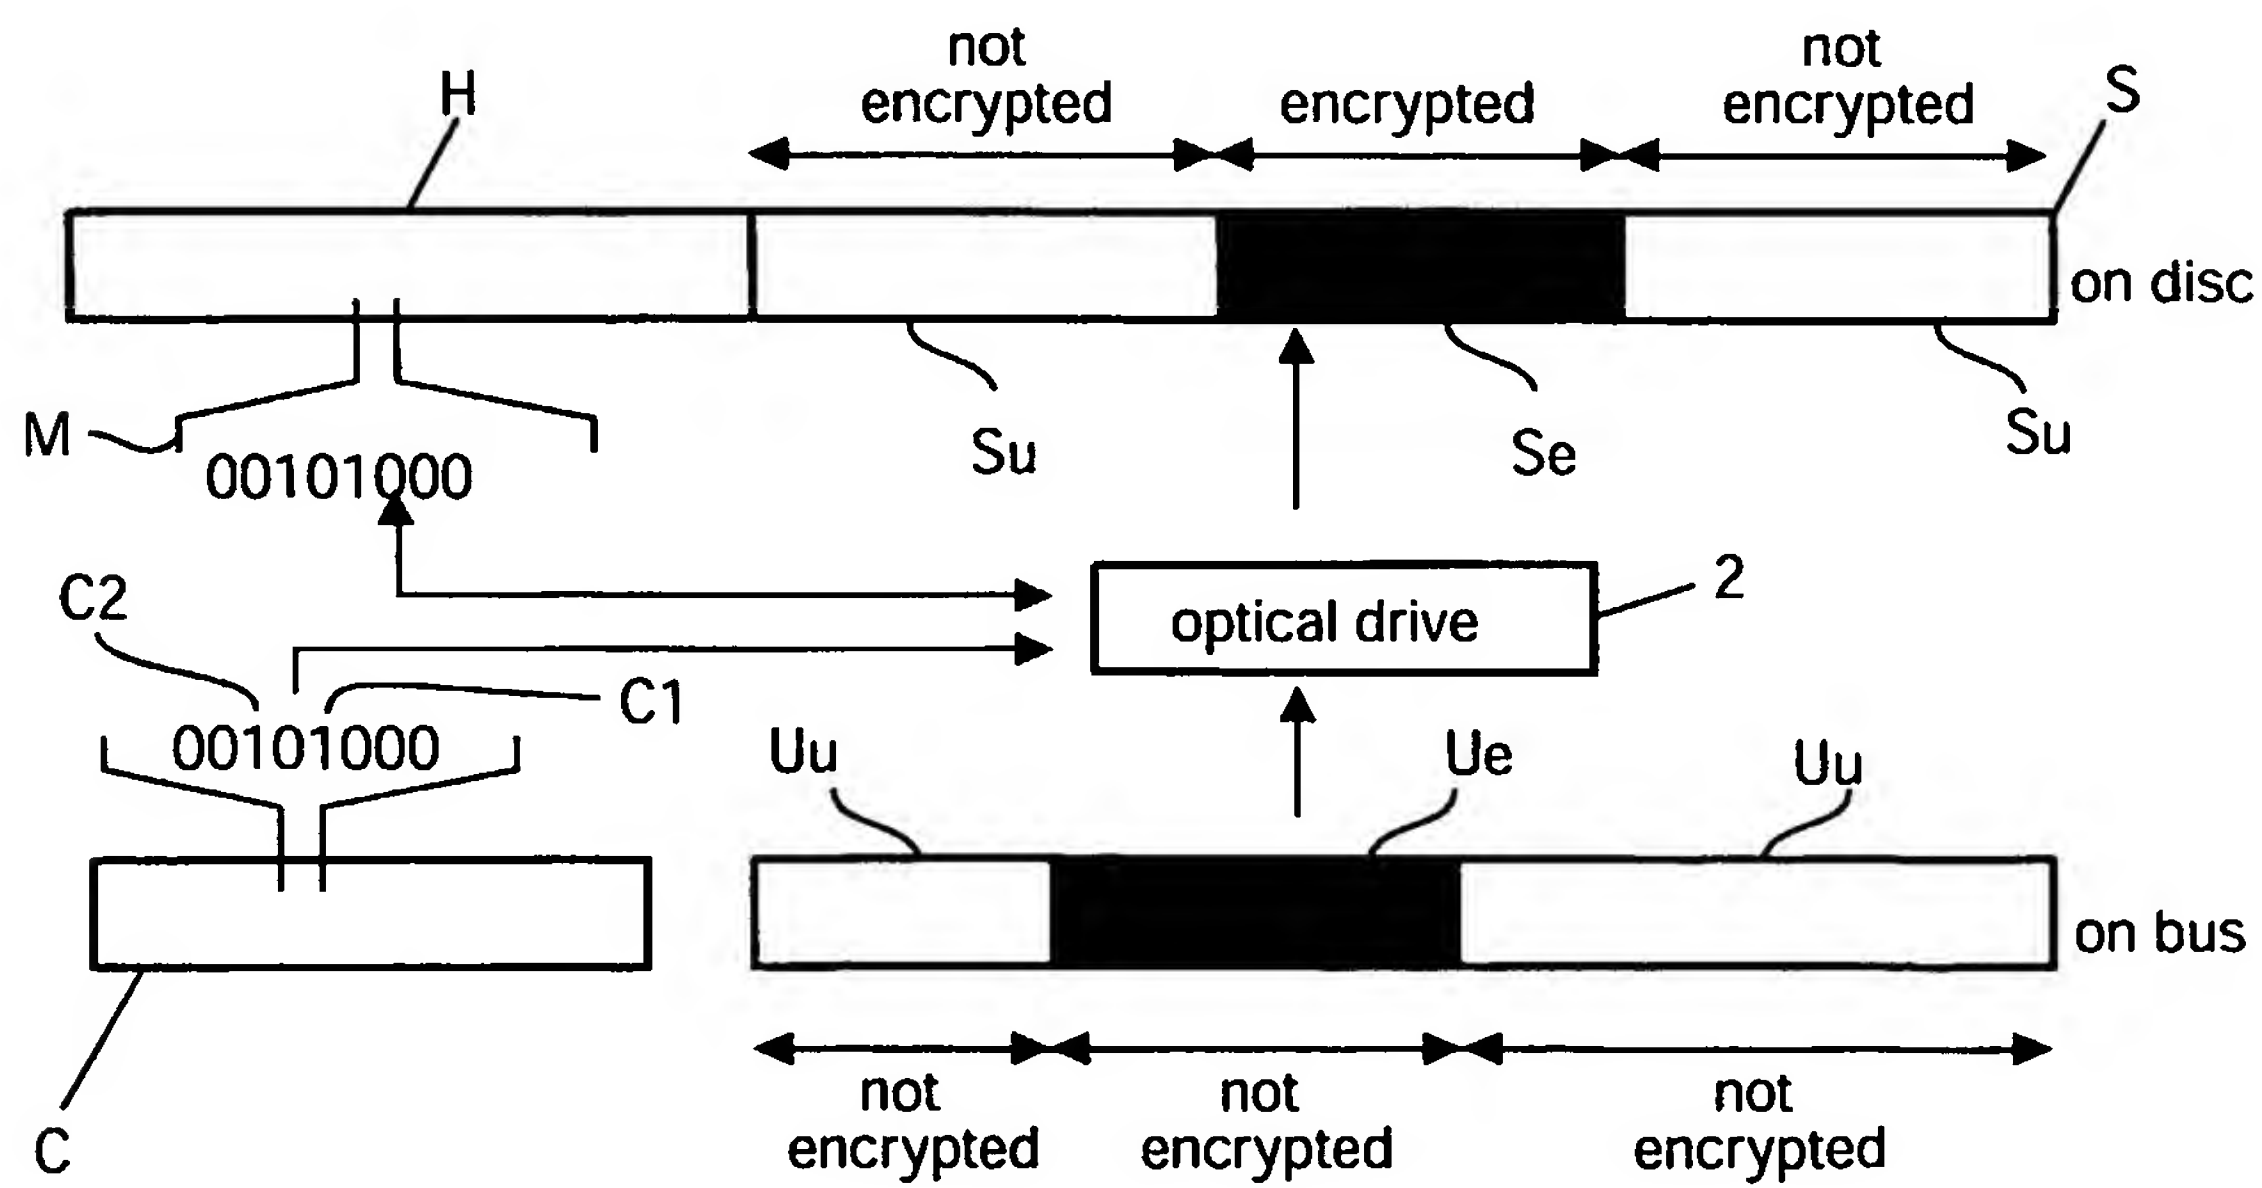 not
encrypted
encrypted
not
encrypted
H
S
on disc
M
00101000
Su
Se
Su
C2
optical drive
2
C1
00101000
Uu
Ue
Uu
on bus
not
encrypted
not
encrypted
not
encrypted
C